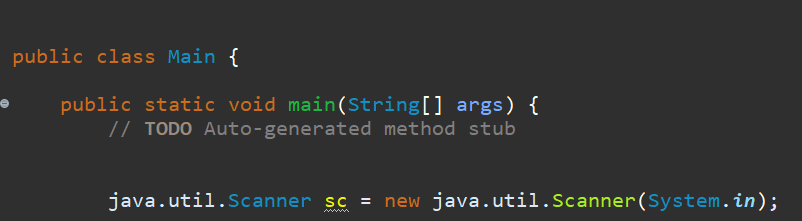 public class Main {
public static void main(String[] args) {
// TODO Auto-generated method stub
java.util.Scanner sc = new java.util.Scanner(System.in);